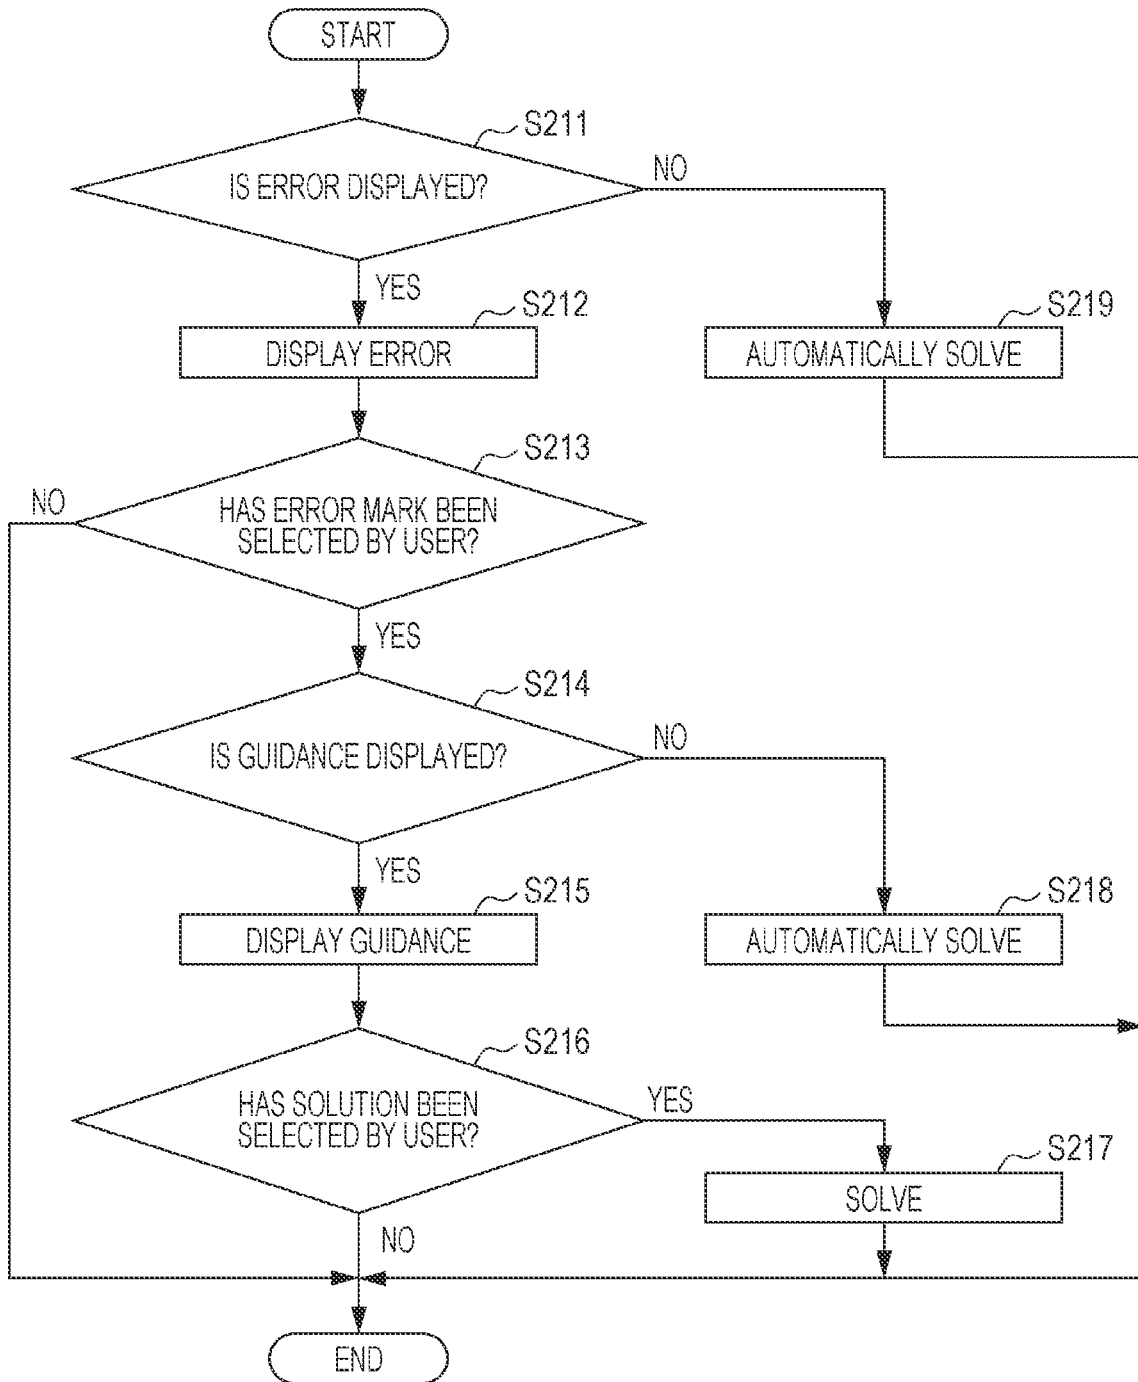 START
S211
IS ERROR DISPLAYED?
NO
YES
S212
DISPLAY ERROR
S219
AUTOMATICALLY SOLVE
S213
HAS ERROR MARK BEEN
SELECTED BY USER?
NO
YES
S214
IS GUIDANCE DISPLAYED?
NO
YES
S215
DISPLAY GUIDANCE
S218
AUTOMATICALLY SOLVE
S216
HAS SOLUTION BEEN
SELECTED BY USER?
YES
S217
SOLVE
NO
END